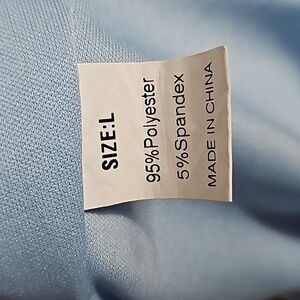 SIZE:L
95%Polyester
5%Spandex
MADE IN CHINA